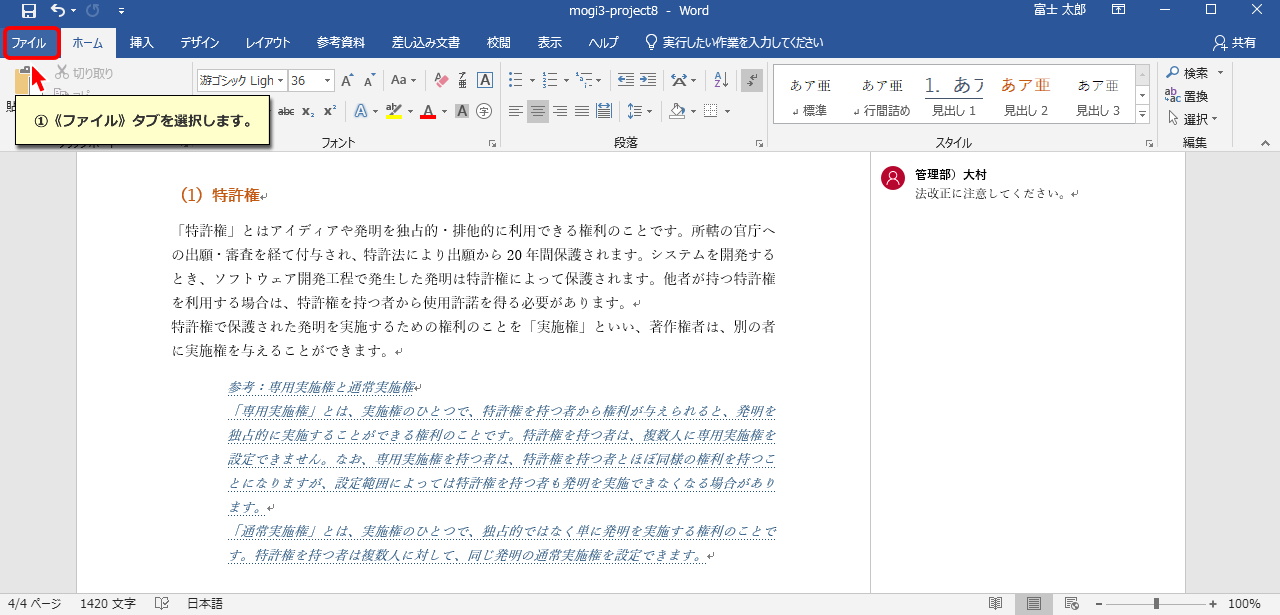 mogi3-project8 - Word
富士 太郎
ファイル
ホーム
挿入
デザイン
レイアウト
参考資料
差し込み文書
校閲
表示
ヘルプ
実行したい作業を入力してください
共有
切り取り
游ゴシック Ligh
36
Aa
①《ファイル》タブを選択します。
フォント
段落
あア亜
標準
あア亜
行間詰め
1. あう
見出し 1
あア亜
見出し 2
あア亜
見出し 3
スタイル
検索
置換
選択
編集
（1）特許権
「特許権」とはアイディアや発明を独占的・排他的に利用できる権利のことです。所轄の官庁へ
の出願・審査を経て付与され、特許法により出願から 20 年間保護されます。システムを開発する
とき、ソフトウェア開発工程で発生した発明は特許権によって保護されます。他者が持つ特許権
を利用する場合は、特許権を持つ者から使用許諾を得る必要があります。
特許権で保護された発明を実施するための権利のことを「実施権」といい、著作権者は、別の者
に実施権を与えることができます。
参考：専用実施権と通常実施権
「専用実施権」とは、実施権のひとつで、特許権を持つ者から権利が与えられると、発明を
独占的に実施することができる権利のことです。特許権を持つ者は、複数人に専用実施権を
設定できません。なお、専用実施権を持つ者は、特許権を持つ者とほぼ同様の権利を持つこ
とになりますが、設定範囲によっては特許権を持つ者も発明を実施できなくなる場合があり
ます。
「通常実施権」とは、実施権のひとつで、独占的ではなく単に発明を実施する権利のことで
す。特許権を持つ者は複数人に対して、同じ発明の通常実施権を設定できます。
管理部）大村
法改正に注意してください。
4/4 ページ
1420 文字
日本語
100%